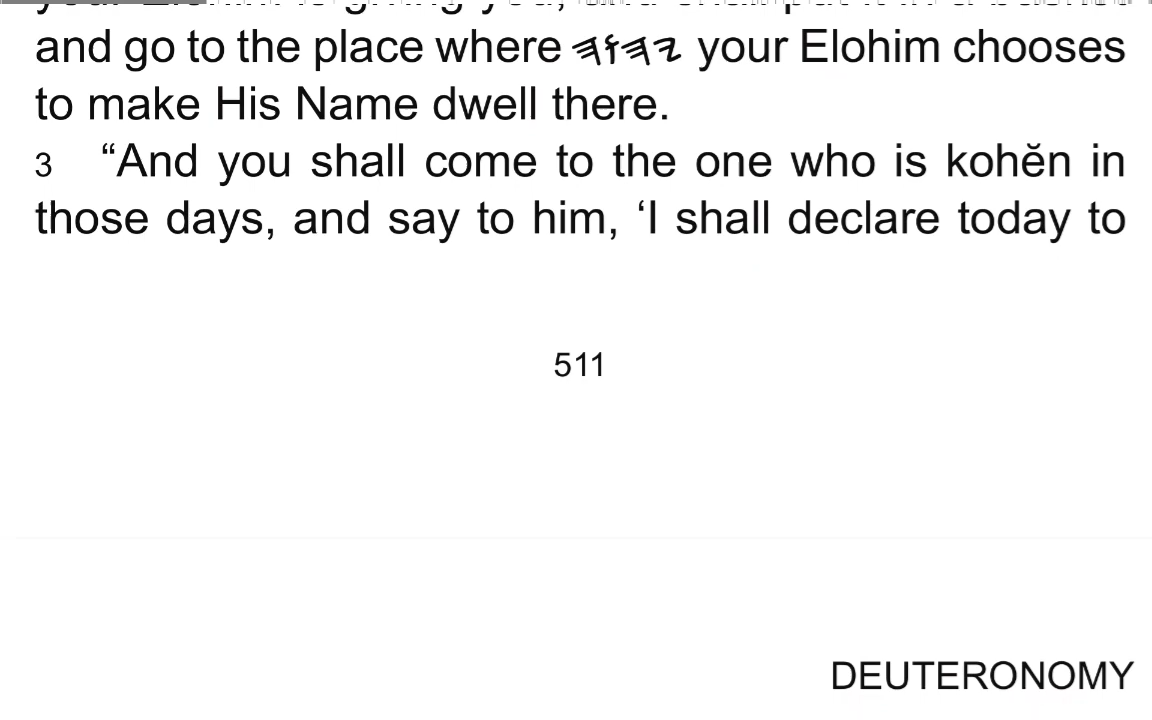 and go to the place where 𐤉𐤄𐤅𐤄 your Elohim chooses
to make His Name dwell there.
3 “And you shall come to the one who is kohĕn in
those days, and say to him, ‘I shall declare today to
511
DEUTERONOMY